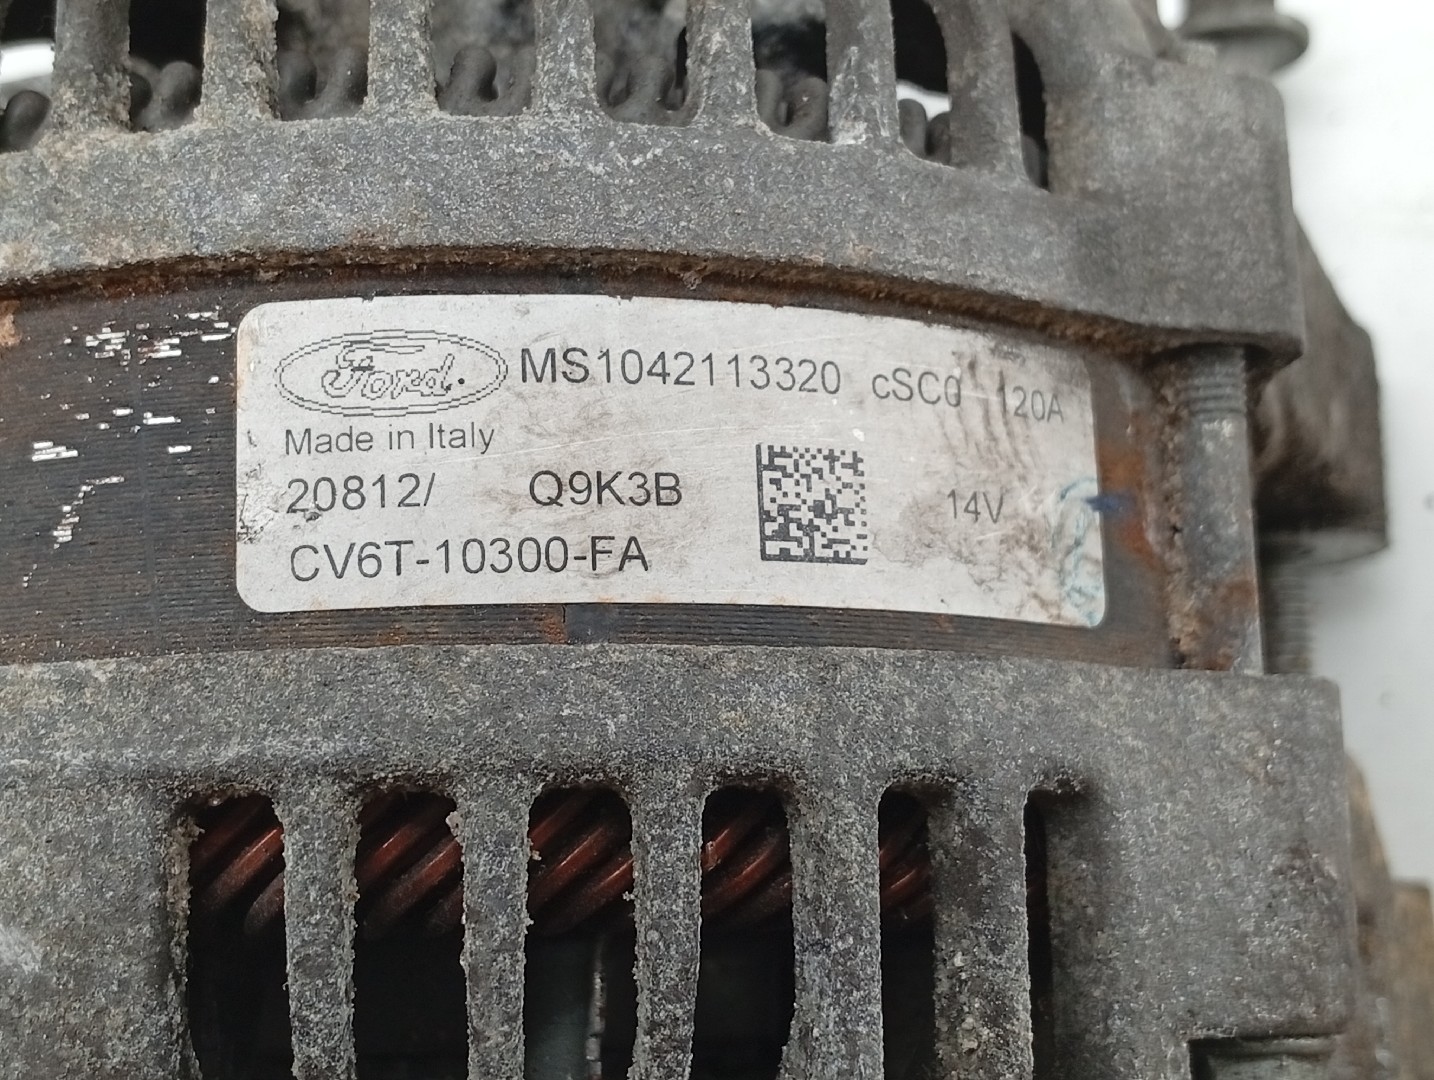 Ford MS1042113320 cSC0 120A
Made in Italy
20812/ Q9K3B 14V
CV6T-10300-FA